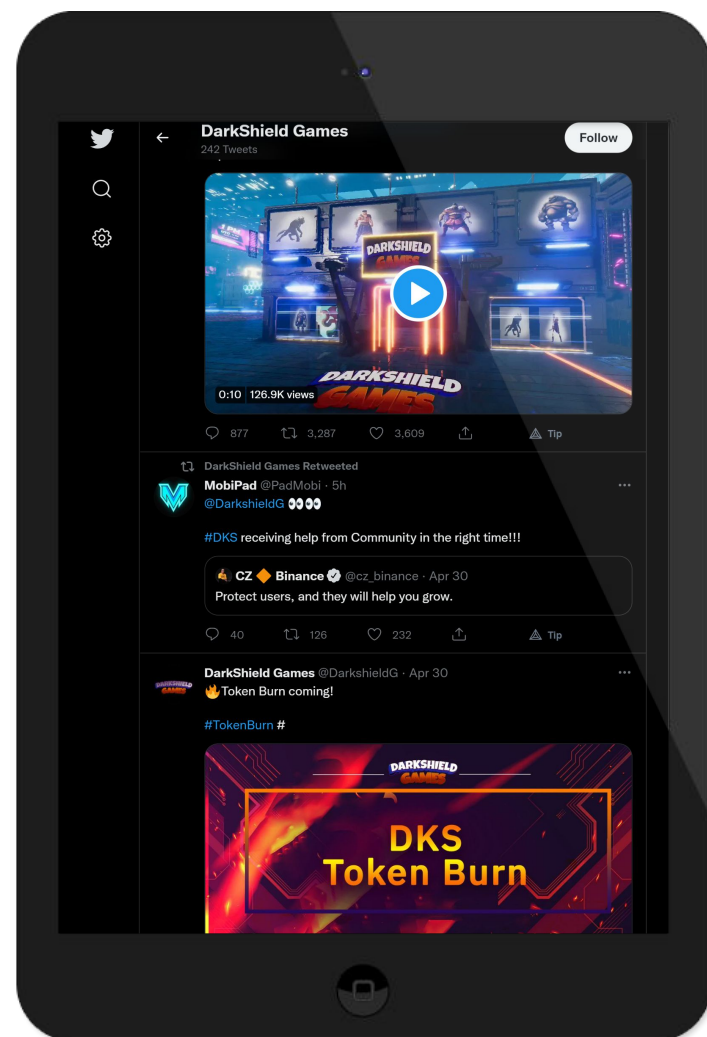 DarkShield Games
242 Tweets
Follow
DARKSHIELD
GAMES
DARKSHIELD
GAMES
0:10 126.9K views
877 3,287 3,609 Tip
DarkShield Games Retweeted
MobiPad @PadMobi · 5h
@DarkshieldG 👀👀
#DKS receiving help from Community in the right time!!!
CZ 🔶 Binance @cz_binance · Apr 30
Protect users, and they will help you grow.
40 126 232 Tip
DARKSHIELD
GAMES
DarkShield Games @DarkshieldG · Apr 30
🔥Token Burn coming!
#TokenBurn #
DARKSHIELD
GAMES
DKS
Token Burn